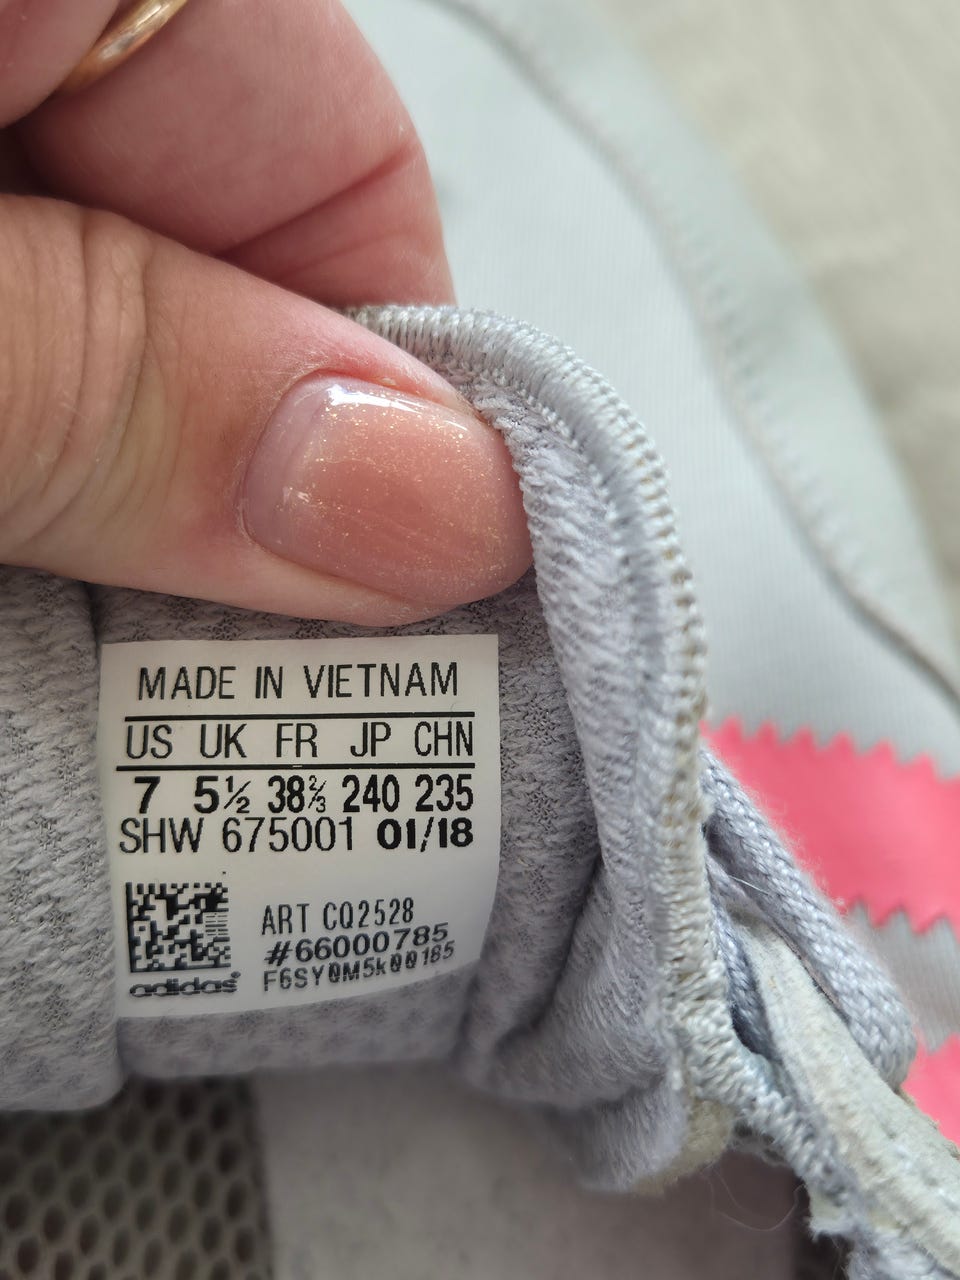 MADE IN VIETNAM
US UK FR JP CHN
7 5½ 38⅔ 240 235
SHW 675001 01/18
ART CQ2528
#66000785
F6SY0M5k00185
adidas®